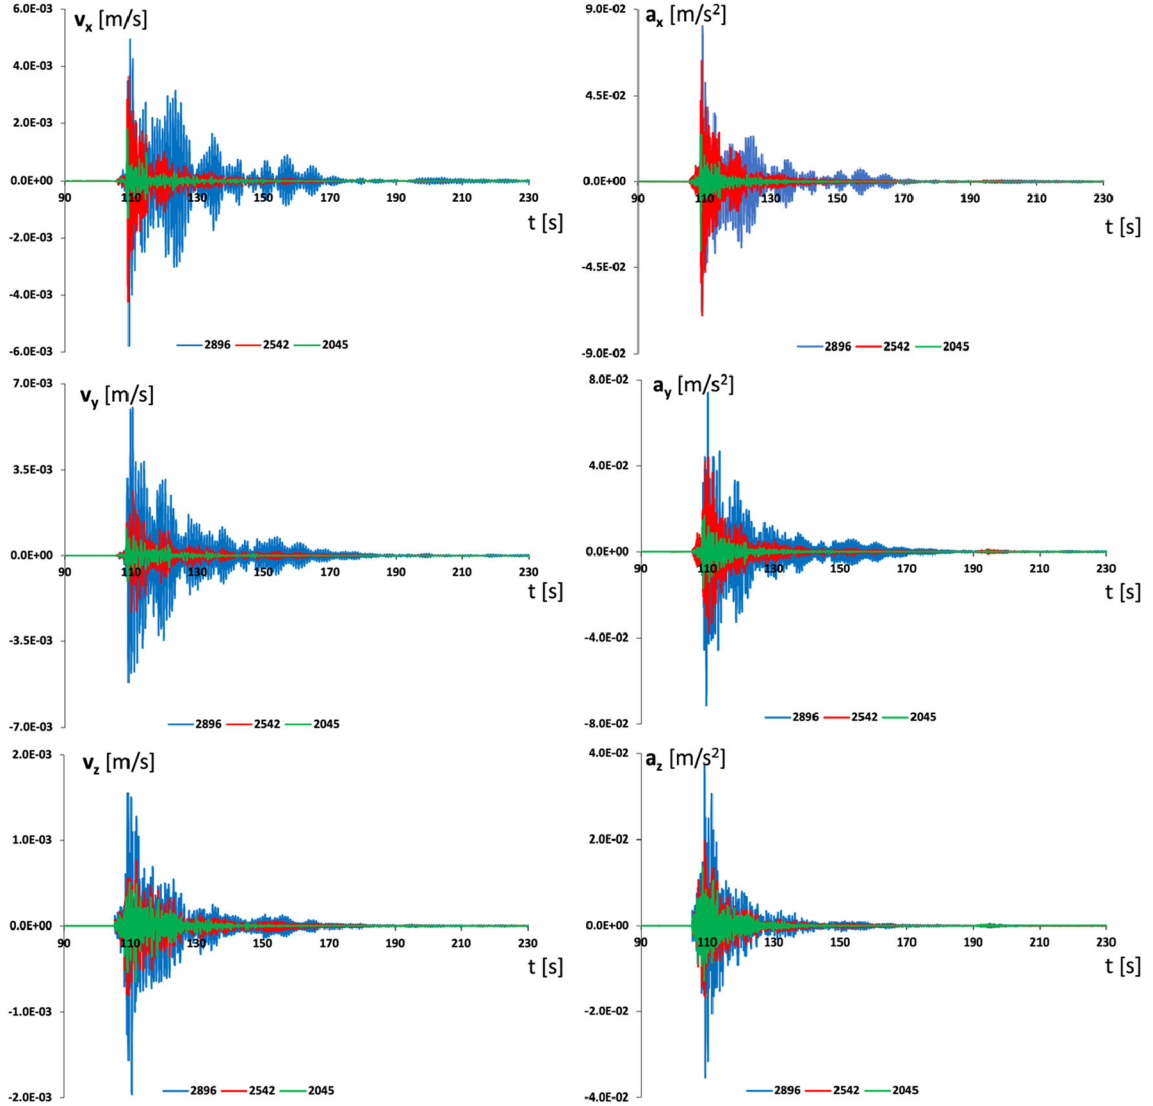 6.0E-03 v_x [m/s]
4.0E-03
2.0E-03
0.0E+00
90 110 130 150 170 190 210 230
t [s]
-2.0E-03
-4.0E-03
2896 2542 2045
-6.0E-03
9.0E-02 a_x [m/s²]
4.5E-02
0.0E+00
90 110 130 150 170 190 210 230
t [s]
-4.5E-02
2896 2542 2045
-9.0E-02
7.0E-03 v_y [m/s]
3.5E-03
0.0E+00
90 110 130 150 170 190 210 230
t [s]
-3.5E-03
2896 2542 2045
-7.0E-03
8.0E-02 a_y [m/s²]
4.0E-02
0.0E+00
90 110 130 150 170 190 210 230
t [s]
-4.0E-02
2896 2542 2045
-8.0E-02
2.0E-03 v_z [m/s]
1.0E-03
0.0E+00
90 110 130 150 170 190 210 230
t [s]
-1.0E-03
2896 2542 2045
-2.0E-03
4.0E-02 a_z [m/s²]
2.0E-02
0.0E+00
90 110 130 150 170 190 210 230
t [s]
-2.0E-02
2896 2542 2045
-4.0E-02